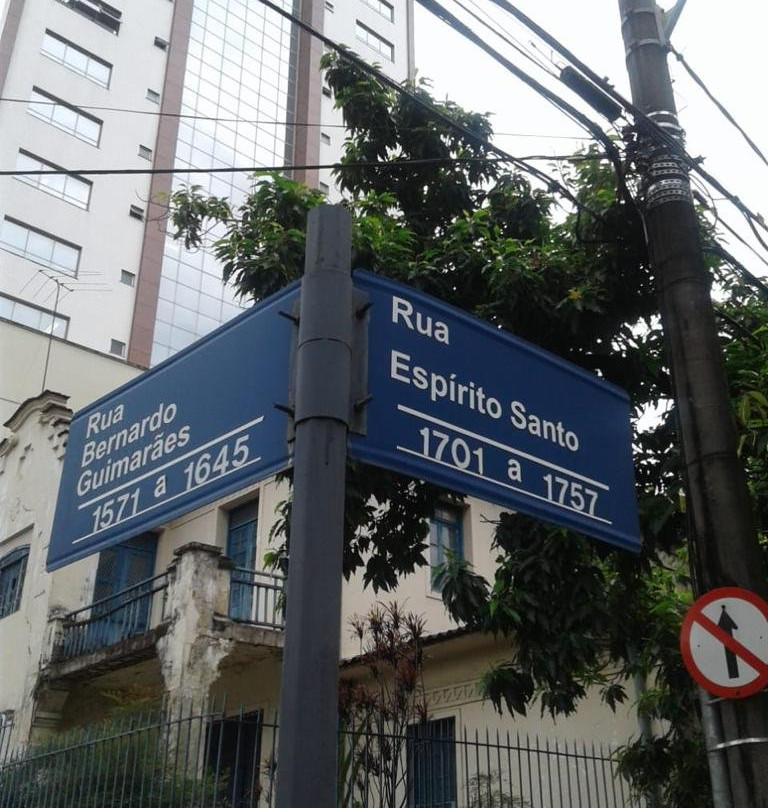 Rua
Bernardo
Guimarães
1571 a 1645
Rua
Espírito Santo
1701 a 1757